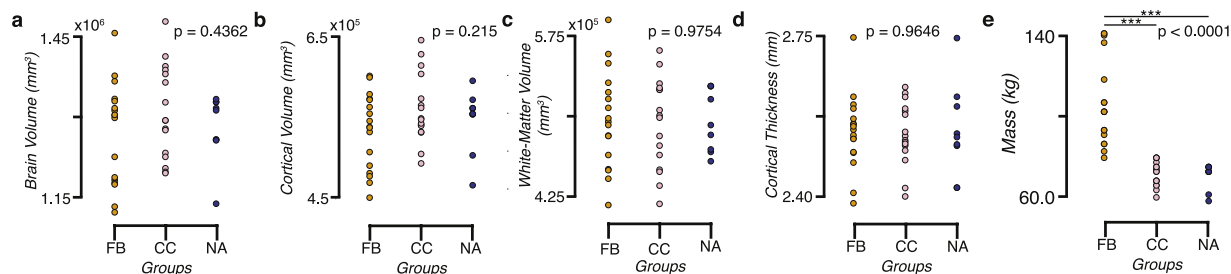 a
x10⁶
1.45
1.15
Brain Volume (mm³)
p = 0.4362
FB CC NA
Groups
b
x10⁵
6.5
4.5
Cortical Volume (mm³)
p = 0.215
FB CC NA
Groups
c
x10⁵
5.75
4.25
White-Matter Volume
(mm³)
p = 0.9754
FB CC NA
Groups
d
2.75
2.40
Cortical Thickness (mm)
p = 0.9646
FB CC NA
Groups
e
140
60.0
Mass (kg)
***
***
p < 0.0001
FB CC NA
Groups